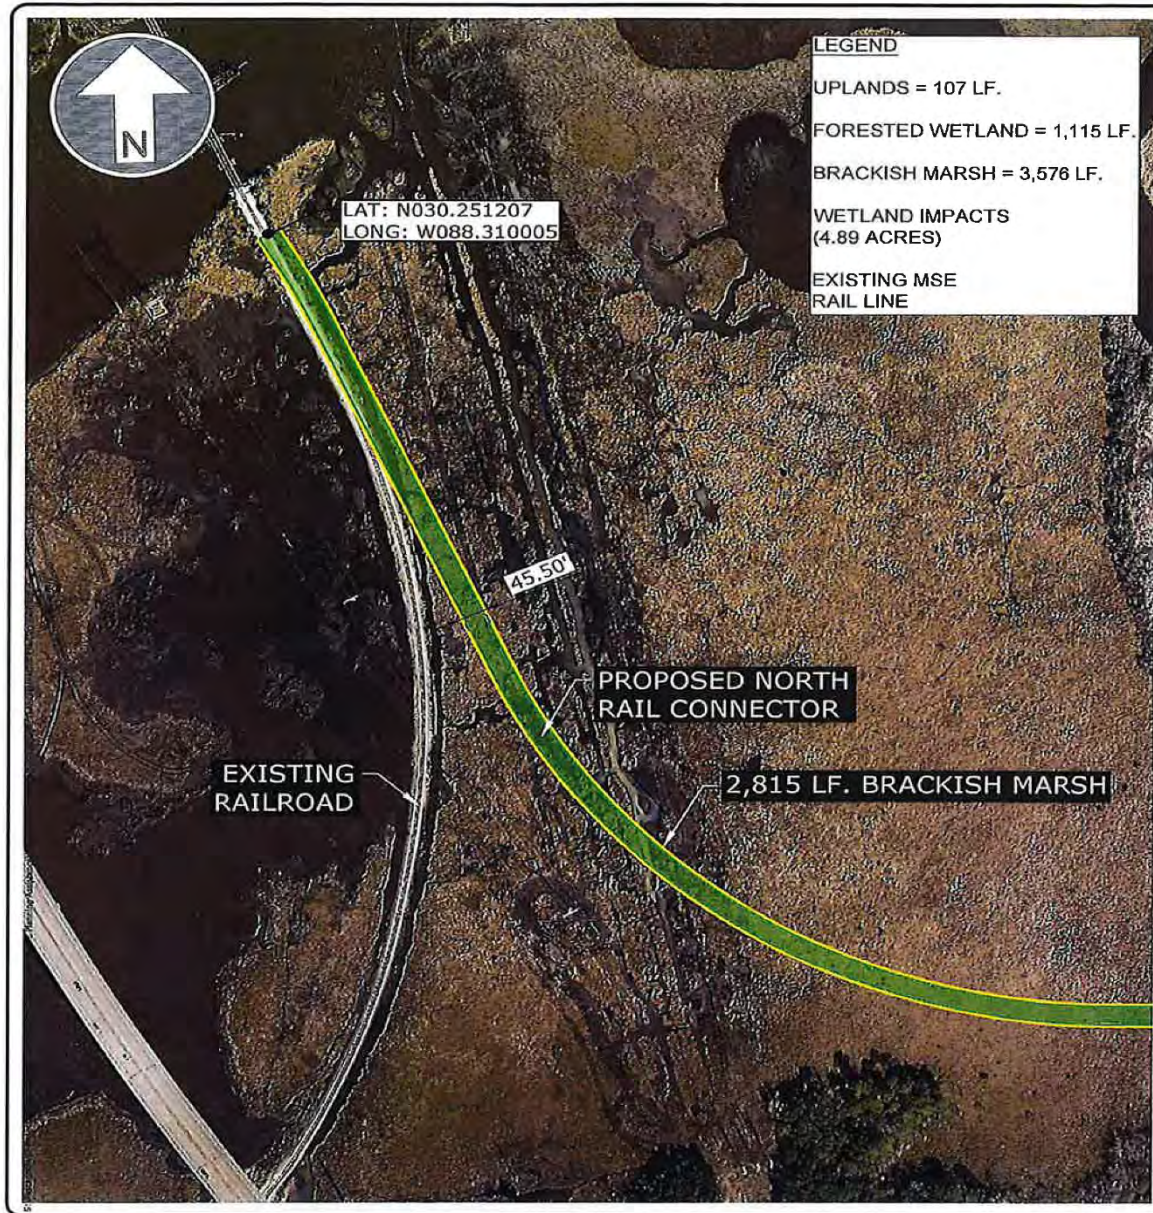 N
LAT: N030.251207
LONG: W088.310005
LEGEND
UPLANDS = 107 LF.
FORESTED WETLAND = 1,115 LF.
BRACKISH MARSH = 3,576 LF.
WETLAND IMPACTS
(4.89 ACRES)
EXISTING MSE
RAIL LINE
45.50'
PROPOSED NORTH
RAIL CONNECTOR
EXISTING
RAILROAD
2,815 LF. BRACKISH MARSH